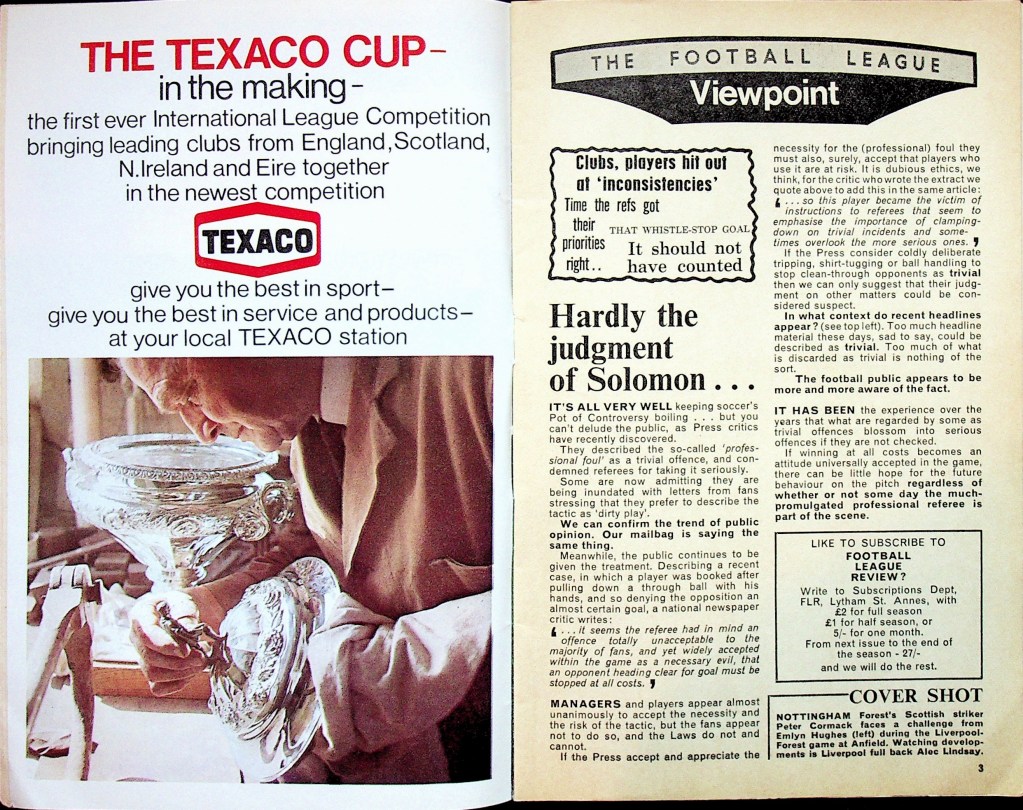 THE TEXACO CUP–
in the making–
the first ever International League Competition
bringing leading clubs from England, Scotland,
N.Ireland and Eire together
in the newest competition
TEXACO
give you the best in sport–
give you the best in service and products–
at your local TEXACO station
THE FOOTBALL LEAGUE
Viewpoint
Clubs, players hit out
at 'inconsistencies'
Time the refs got
their
priorities
right..
THAT WHISTLE-STOP GOAL
It should not
have counted
Hardly the
judgment
of Solomon . . .
IT'S ALL VERY WELL keeping soccer's
Pot of Controversy boiling . . . but you
can't delude the public, as Press critics
have recently discovered.
They described the so-called 'profes-
sional foul' as a trivial offence, and con-
demned referees for taking it seriously.
Some are now admitting they are
being inundated with letters from fans
stressing that they prefer to describe the
tactic as 'dirty play'.
We can confirm the trend of public
opinion. Our mailbag is saying the
same thing.
Meanwhile, the public continues to be
given the treatment. Describing a recent
case, in which a player was booked after
pulling down a through ball with his
hands, and so denying the opposition an
almost certain goal, a national newspaper
critic writes:
' . . . it seems the referee had in mind an
offence totally unacceptable to the
majority of fans, and yet widely accepted
within the game as a necessary evil, that
an opponent heading clear for goal must be
stopped at all costs. '
MANAGERS and players appear almost
unanimously to accept the necessity and
the risk of the tactic, but the fans appear
not to do so, and the Laws do not and
cannot.
If the Press accept and appreciate the
necessity for the (professional) foul they
must also, surely, accept that players who
use it are at risk. It is dubious ethics, we
think, for the critic who wrote the extract we
quote above to add this in the same article:
' . . . so this player became the victim of
instructions to referees that seem to
emphasise the importance of clamping-
down on trivial incidents and some-
times overlook the more serious ones. '
If the Press consider coldly deliberate
tripping, shirt-tugging or ball handling to
stop clean-through opponents as trivial
then we can only suggest that their judg-
ment on other matters could be con-
sidered suspect.
In what context do recent headlines
appear? (see top left). Too much headline
material these days, sad to say, could be
described as trivial. Too much of what
is discarded as trivial is nothing of the
sort.
The football public appears to be
more and more aware of the fact.
IT HAS BEEN the experience over the
years that what are regarded by some as
trivial offences blossom into serious
offences if they are not checked.
If winning at all costs becomes an
attitude universally accepted in the game,
there can be little hope for the future
behaviour on the pitch regardless of
whether or not some day the much-
promulgated professional referee is
part of the scene.
LIKE TO SUBSCRIBE TO
FOOTBALL
LEAGUE
REVIEW?
Write to Subscriptions Dept,
FLR, Lytham St. Annes, with
£2 for full season
£1 for half season, or
5/- for one month.
From next issue to the end of
the season - 27/-
and we will do the rest.
COVER SHOT
NOTTINGHAM Forest's Scottish striker
Peter Cormack faces a challenge from
Emlyn Hughes (left) during the Liverpool-
Forest game at Anfield. Watching develop-
ments is Liverpool full back Alec Lindsay.
3